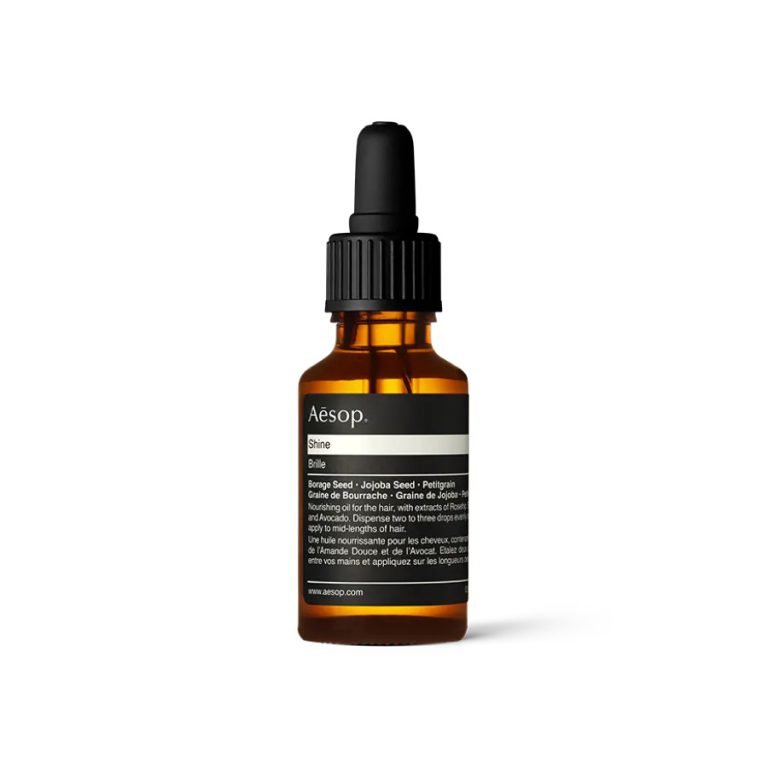 Aēsop.
Shine
Brille
Borage Seed · Jojoba Seed · Petitgrain
Graine de Bourrache · Graine de Jojoba ·
Nourishing oil for the hair, with extracts of
and Avocado. Dispense two to three drops
apply to mid-lengths of hair.
Une huile nourrissante pour les cheveux,
de l'Amande Douce et de l'Avocat. Etalez
entre vos mains et appliquez sur les longueurs
www.aesop.com